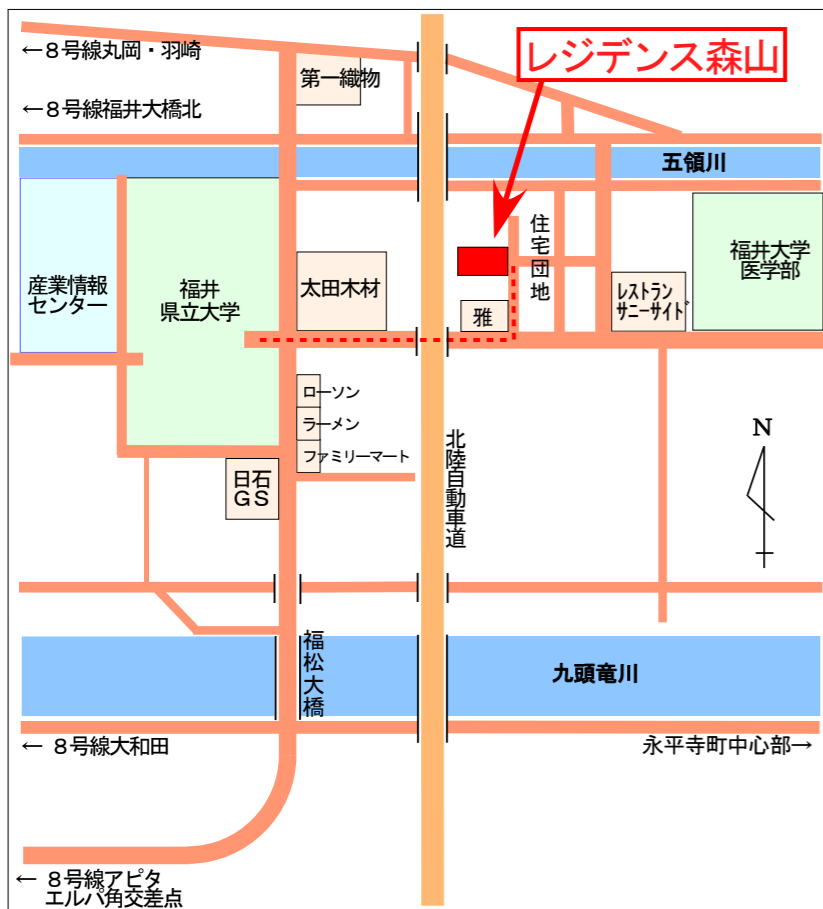 ←８号線丸岡・羽崎
レジデンス森山
第一織物
←８号線福井大橋北
五領川
住宅団地
福井大学
医学部
産業情報
センター
福井
県立大学
太田木材
ﾚｽﾄﾗﾝ
ｻﾆｰｻｲﾄﾞ
雅
ローソン
ラーメン
ファミリーマート
北陸自動車道
N
日石
ＧＳ
福松大橋
九頭竜川
← ８号線大和田
永平寺町中心部→
← ８号線アピタ
エルパ角交差点